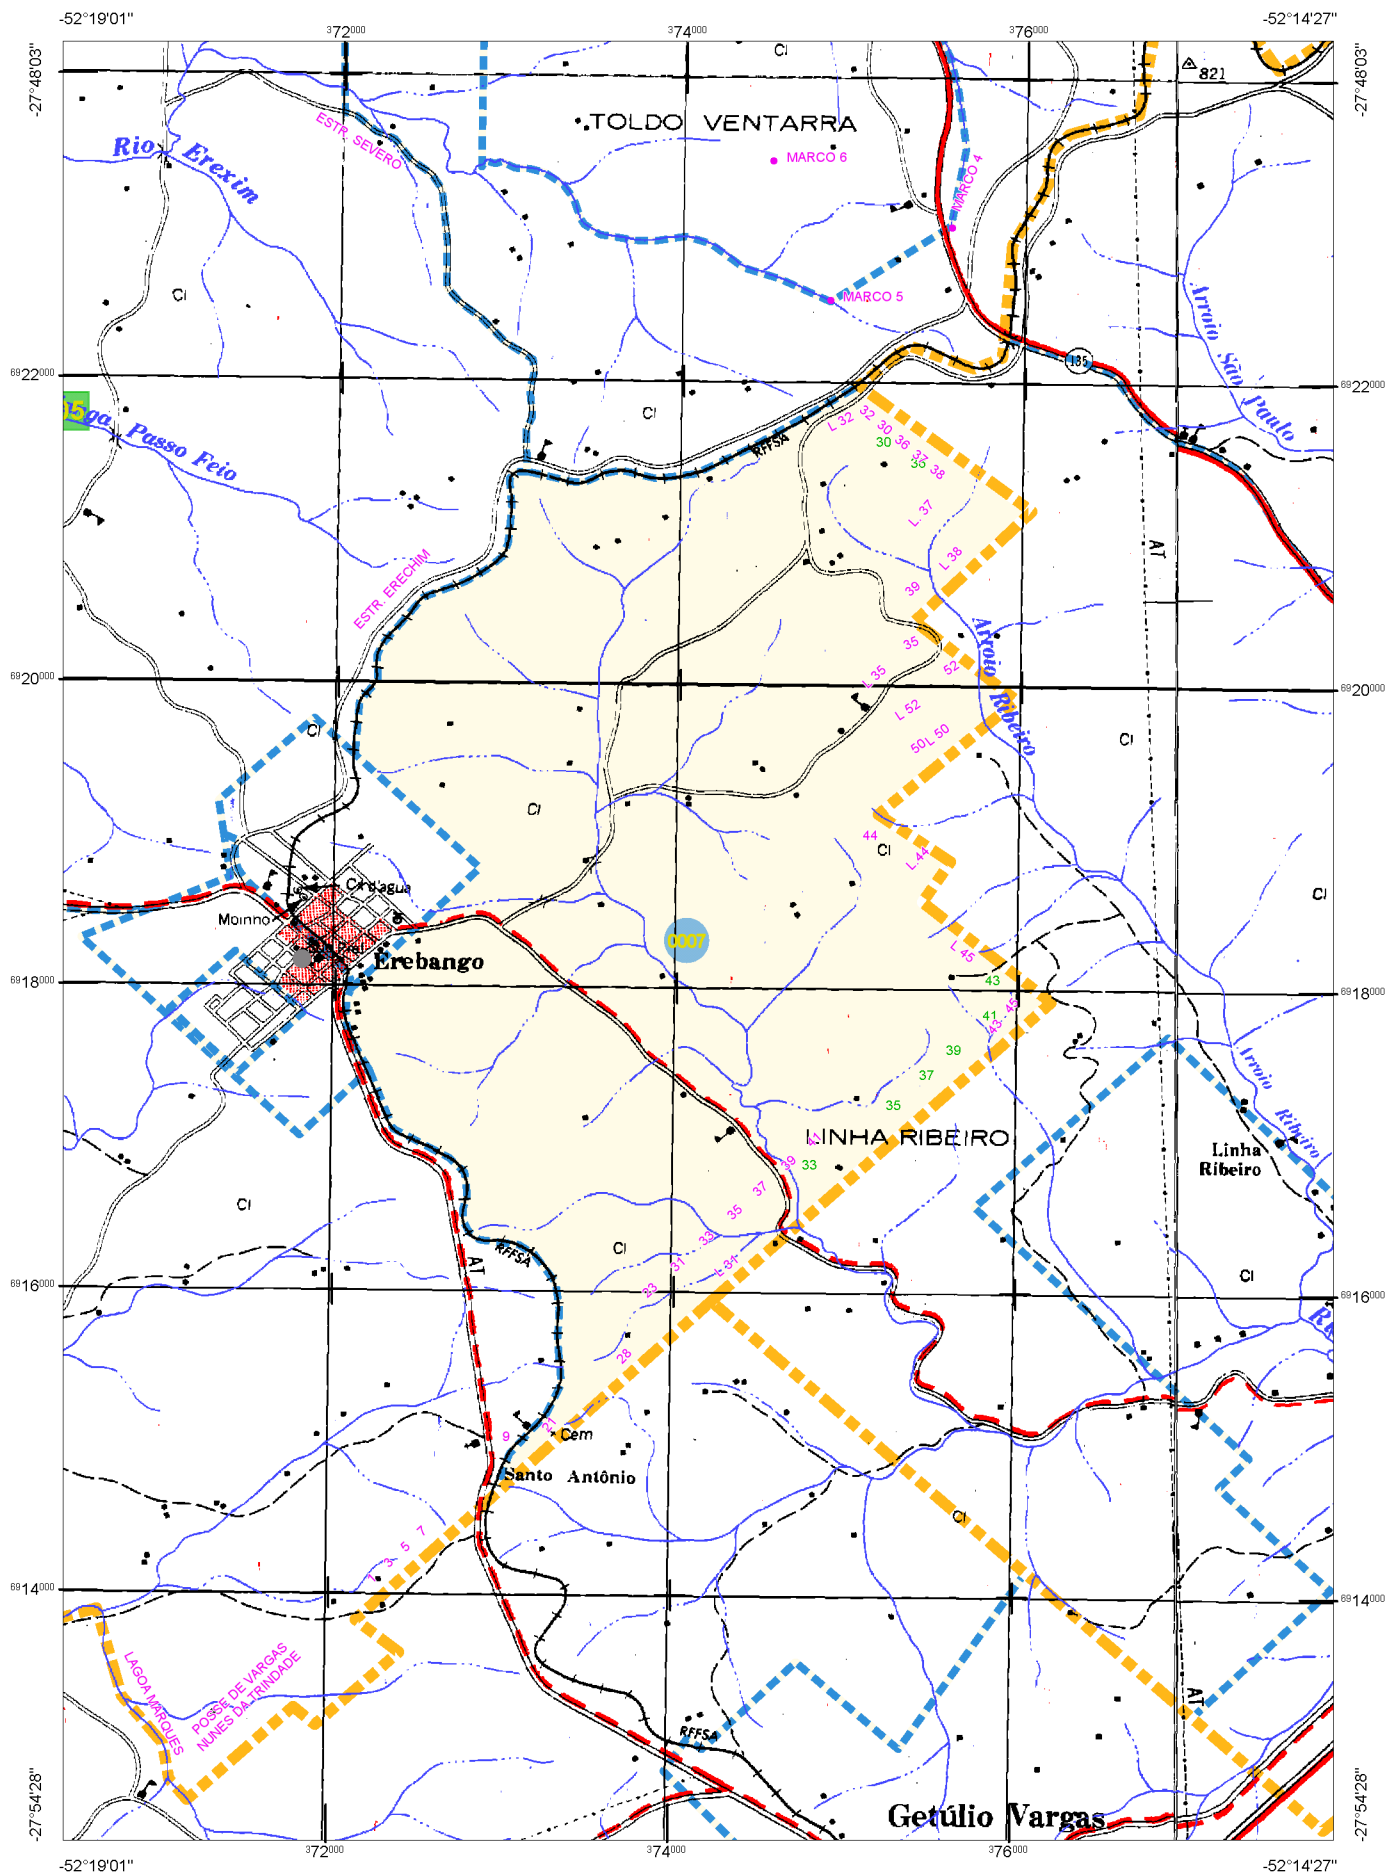 -52°19'01"
-52°14'27"
372000
374000
376000
-27°48'03"
-27°48'03"
CI
821
TOLDO VENTARRA
ESTR. SEVERO
MARCO 6
MARCO 4
Rio Erexim
CI
MARCO 5
Arroio São Paulo
135
6922000
6922000
Passo Feio
CI
L 32
32
30
36
37
38
30
36
RFFSA
L. 37
L 38
AT
39
ESTR. ERECHIM
Arroio Ribeiro
35
52
L 35
6920000
6920000
L 52
50
L 50
CI
CI
CI
44
CI
L.44
CI
Cx d'agua
Moinho
0007
L 45
Erebango
43
6918000
6918000
45
41
43
39
37
Arroio Ribeiro
35
41
LINHA RIBEIRO
Linha
Ribeiro
39
33
37
CI
35
33
CI
RFFSA
AT
31
L 31
CI
23
6916000
6916000
28
21
9
Cem
Santo Antônio
CI
7
5
3
1
6914000
6914000
LAGOA MARQUES
POSSE DE VARGAS
NUNES DA TRINDADE
AT
RFFSA
Getúlio Vargas
-27°54'28"
-27°54'28"
372000
374000
376000
-52°19'01"
-52°14'27"